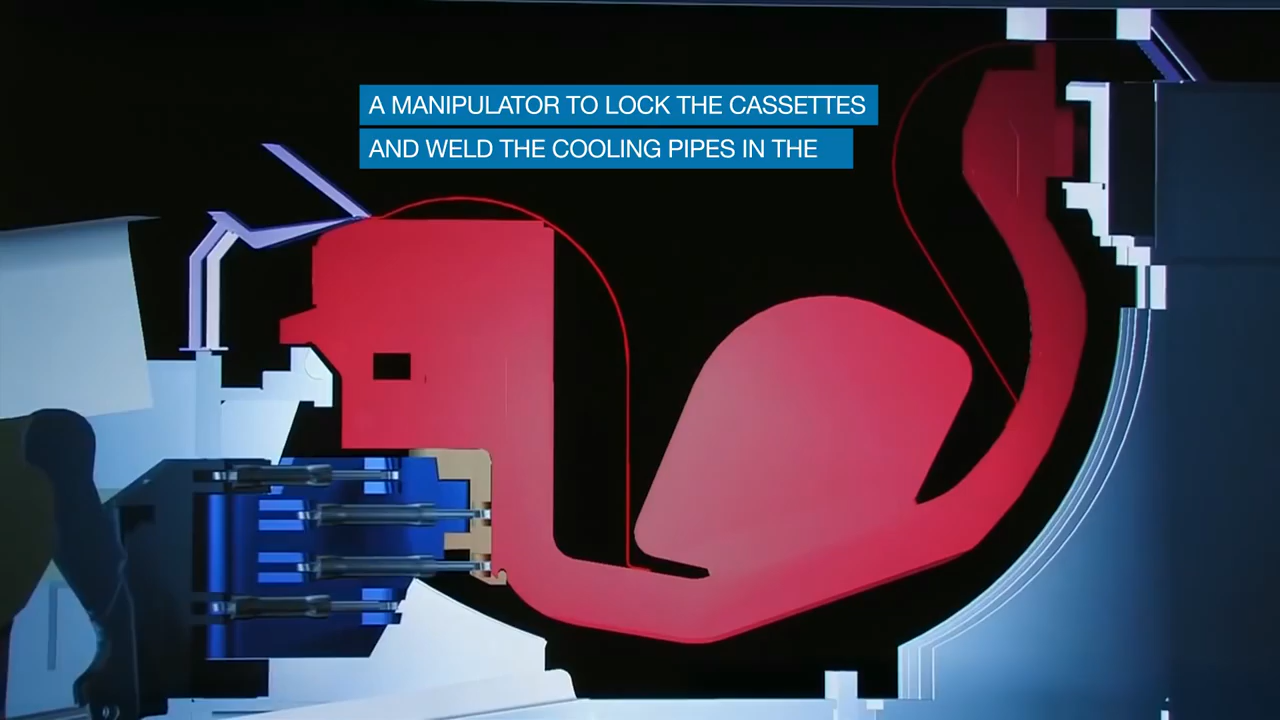 A MANIPULATOR TO LOCK THE CASSETTES
AND WELD THE COOLING PIPES IN THE